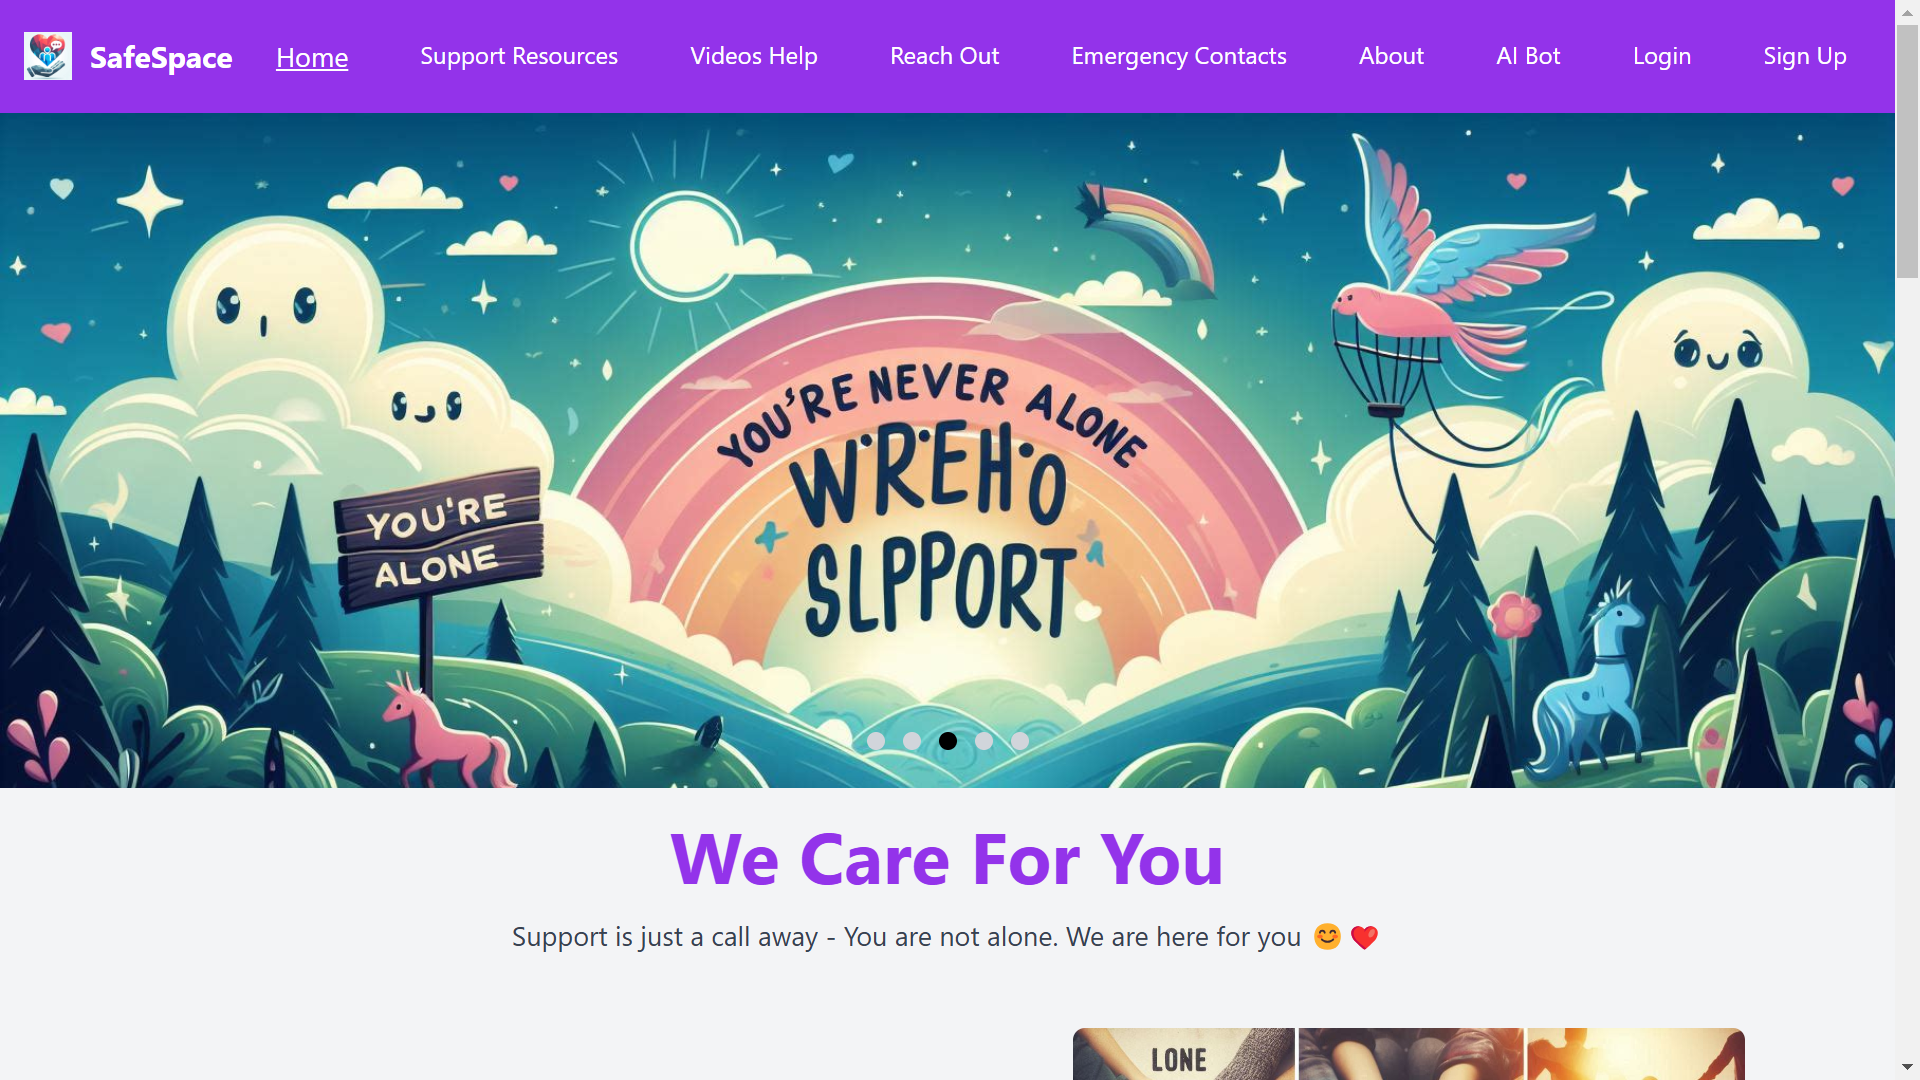 SafeSpace
Home
Support Resources
Videos Help
Reach Out
Emergency Contacts
About
AI Bot
Login
Sign Up
YOU'RE NEVER ALONE
WREHO
SLPPORT
YOU'RE
ALONE
We Care For You
Support is just a call away - You are not alone. We are here for you 😊 ❤️
LONE